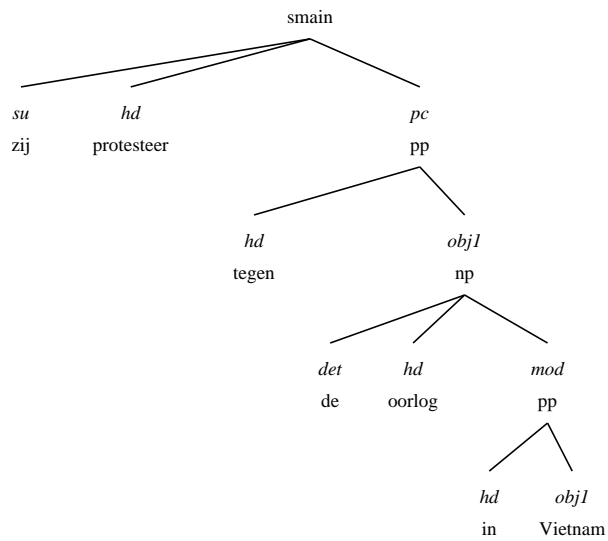 smain
su hd pc
zij protesteer pp
hd obj1
tegen np
det hd mod
de oorlog pp
hd obj1
in Vietnam